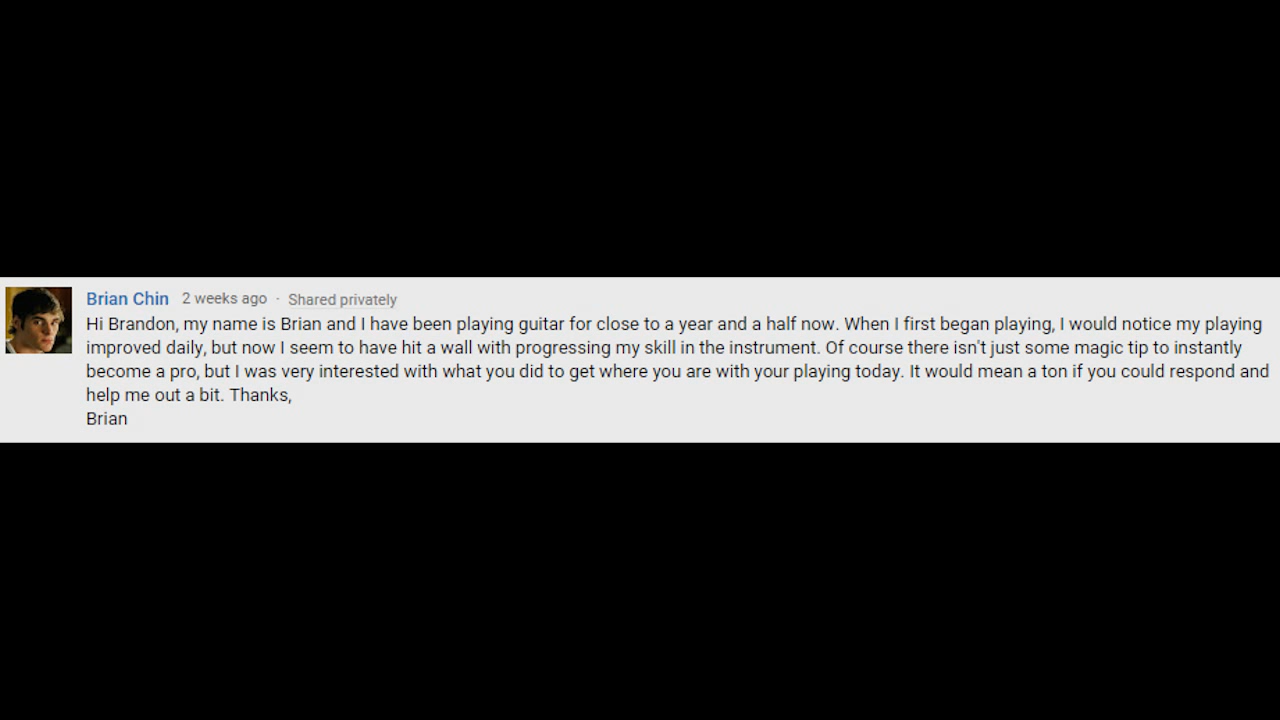 Brian Chin 2 weeks ago · Shared privately
Hi Brandon, my name is Brian and I have been playing guitar for close to a year and a half now. When I first began playing, I would notice my playing
improved daily, but now I seem to have hit a wall with progressing my skill in the instrument. Of course there isn't just some magic tip to instantly
become a pro, but I was very interested with what you did to get where you are with your playing today. It would mean a ton if you could respond and
help me out a bit. Thanks,
Brian